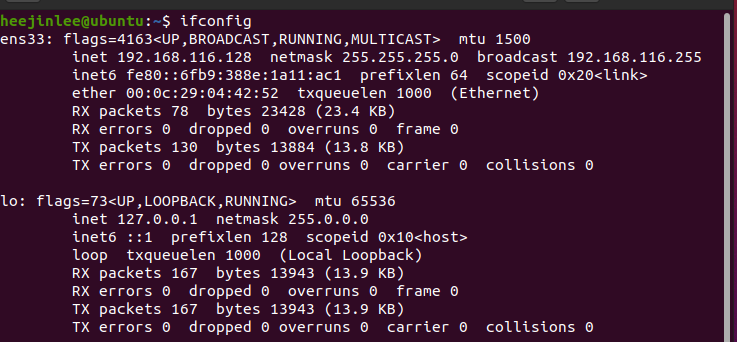 heejinlee@ubuntu:~$ ifconfig
ens33: flags=4163<UP,BROADCAST,RUNNING,MULTICAST>  mtu 1500
        inet 192.168.116.128  netmask 255.255.255.0  broadcast 192.168.116.255
        inet6 fe80::6fb9:388e:1a11:ac1  prefixlen 64  scopeid 0x20<link>
        ether 00:0c:29:04:42:52  txqueuelen 1000  (Ethernet)
        RX packets 78  bytes 23428 (23.4 KB)
        RX errors 0  dropped 0  overruns 0  frame 0
        TX packets 130  bytes 13884 (13.8 KB)
        TX errors 0  dropped 0 overruns 0  carrier 0  collisions 0

lo: flags=73<UP,LOOPBACK,RUNNING>  mtu 65536
        inet 127.0.0.1  netmask 255.0.0.0
        inet6 ::1  prefixlen 128  scopeid 0x10<host>
        loop  txqueuelen 1000  (Local Loopback)
        RX packets 167  bytes 13943 (13.9 KB)
        RX errors 0  dropped 0  overruns 0  frame 0
        TX packets 167  bytes 13943 (13.9 KB)
        TX errors 0  dropped 0 overruns 0  carrier 0  collisions 0